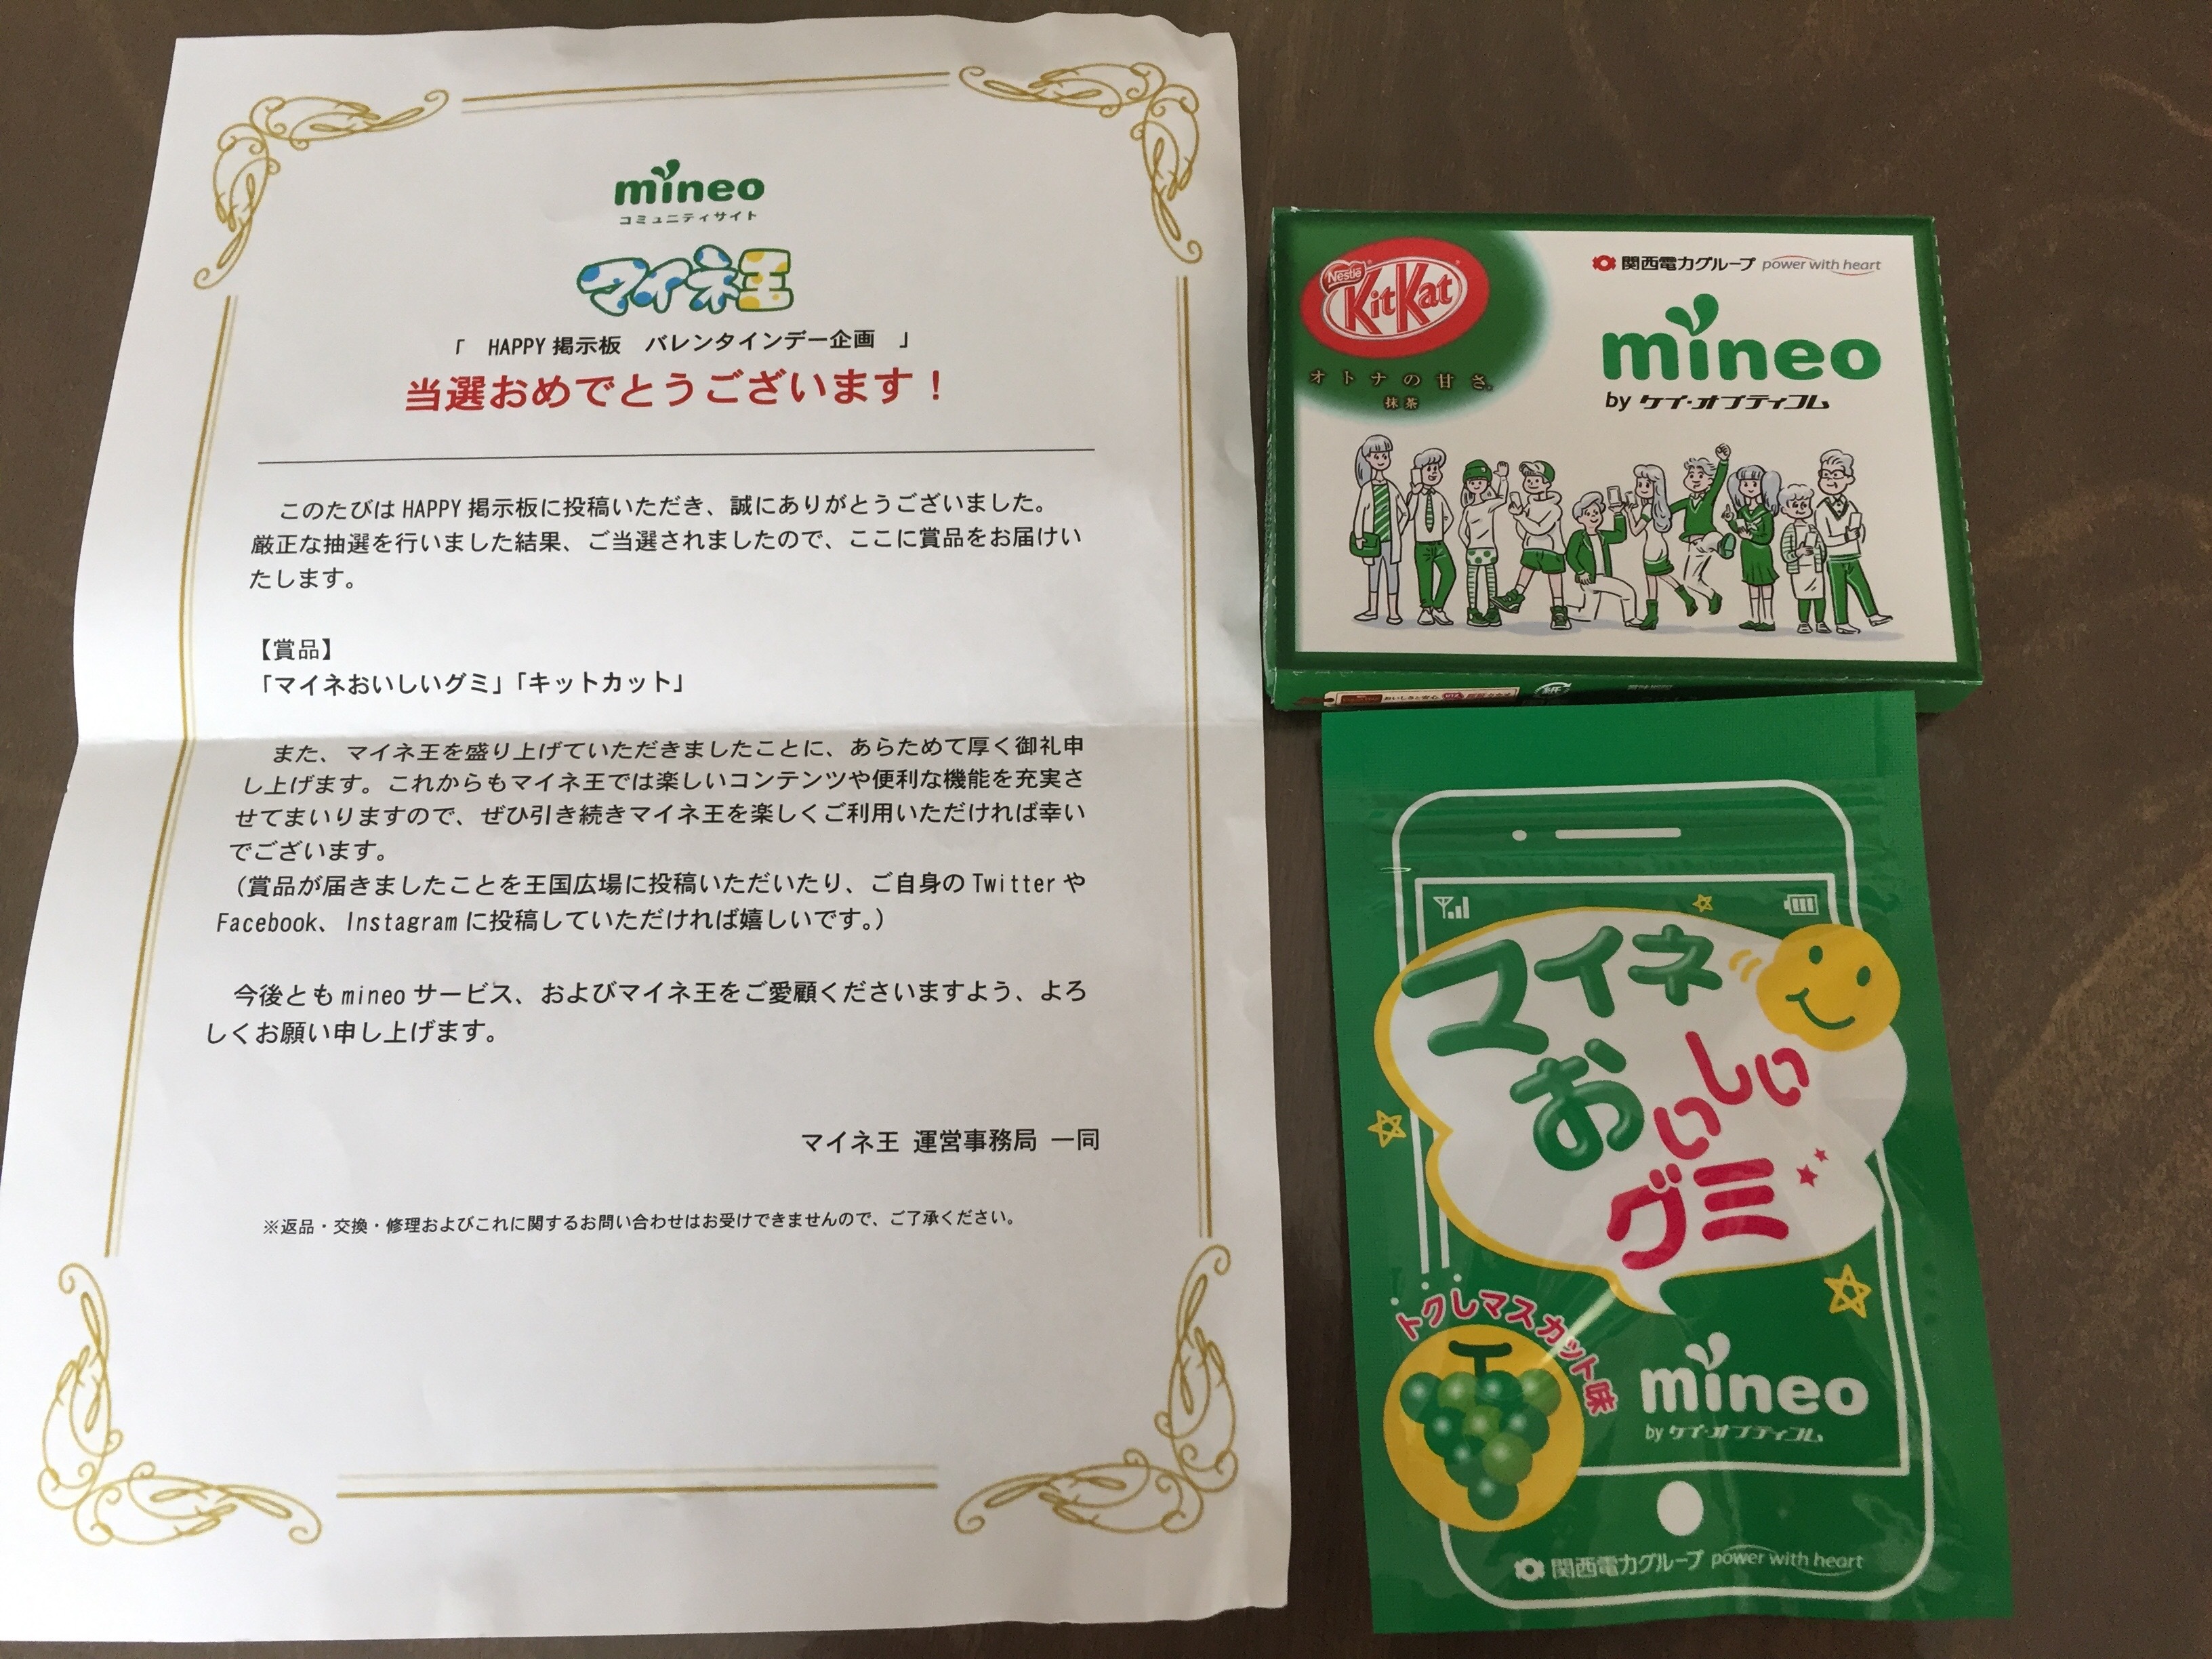 mineo
コミュニティサイト
マイネ王
「　HAPPY 掲示板　バレンタインデー企画　」
当選おめでとうございます！
このたびは HAPPY 掲示板に投稿いただき、誠にありがとうございました。
厳正な抽選を行いました結果、ご当選されましたので、ここに賞品をお届けい
たします。
【賞品】
「マイネおいしいグミ」「キットカット」
また、マイネ王を盛り上げていただきましたことに、あらためて厚く御礼申
し上げます。これからもマイネ王では楽しいコンテンツや便利な機能を充実さ
せてまいりますので、ぜひ引き続きマイネ王を楽しくご利用いただければ幸い
でございます。
（賞品が届きましたことを王国広場に投稿いただいたり、ご自身の Twitter や
Facebook、Instagram に投稿していただければ嬉しいです。）
今後とも mineo サービス、およびマイネ王をご愛顧くださいますよう、よろ
しくお願い申し上げます。
マイネ王 運営事務局 一同
※返品・交換・修理およびこれに関するお問い合わせはお受けできませんので、ご了承ください。
Nestlé
KitKat
オトナの甘さ。
抹茶
関西電力グループ power with heart
mineo
by ケイ・オプティコム
マイネ
おいしい
グミ
トクしマスカット味
mineo
by ケイ・オプティコム
関西電力グループ power with heart